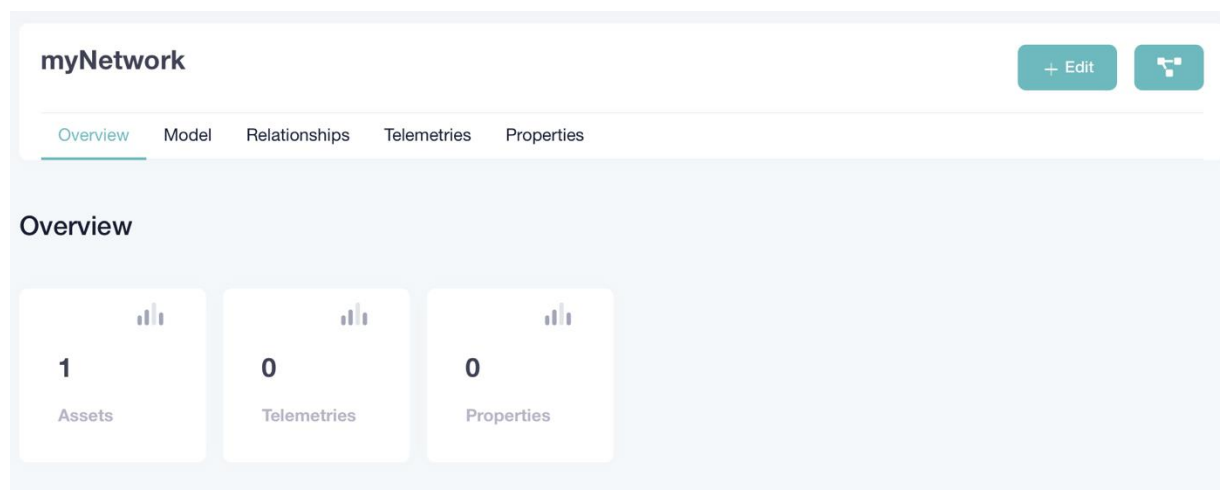 myNetwork
+ Edit
Overview Model Relationships Telemetries Properties
Overview
1 0 0
Assets Telemetries Properties